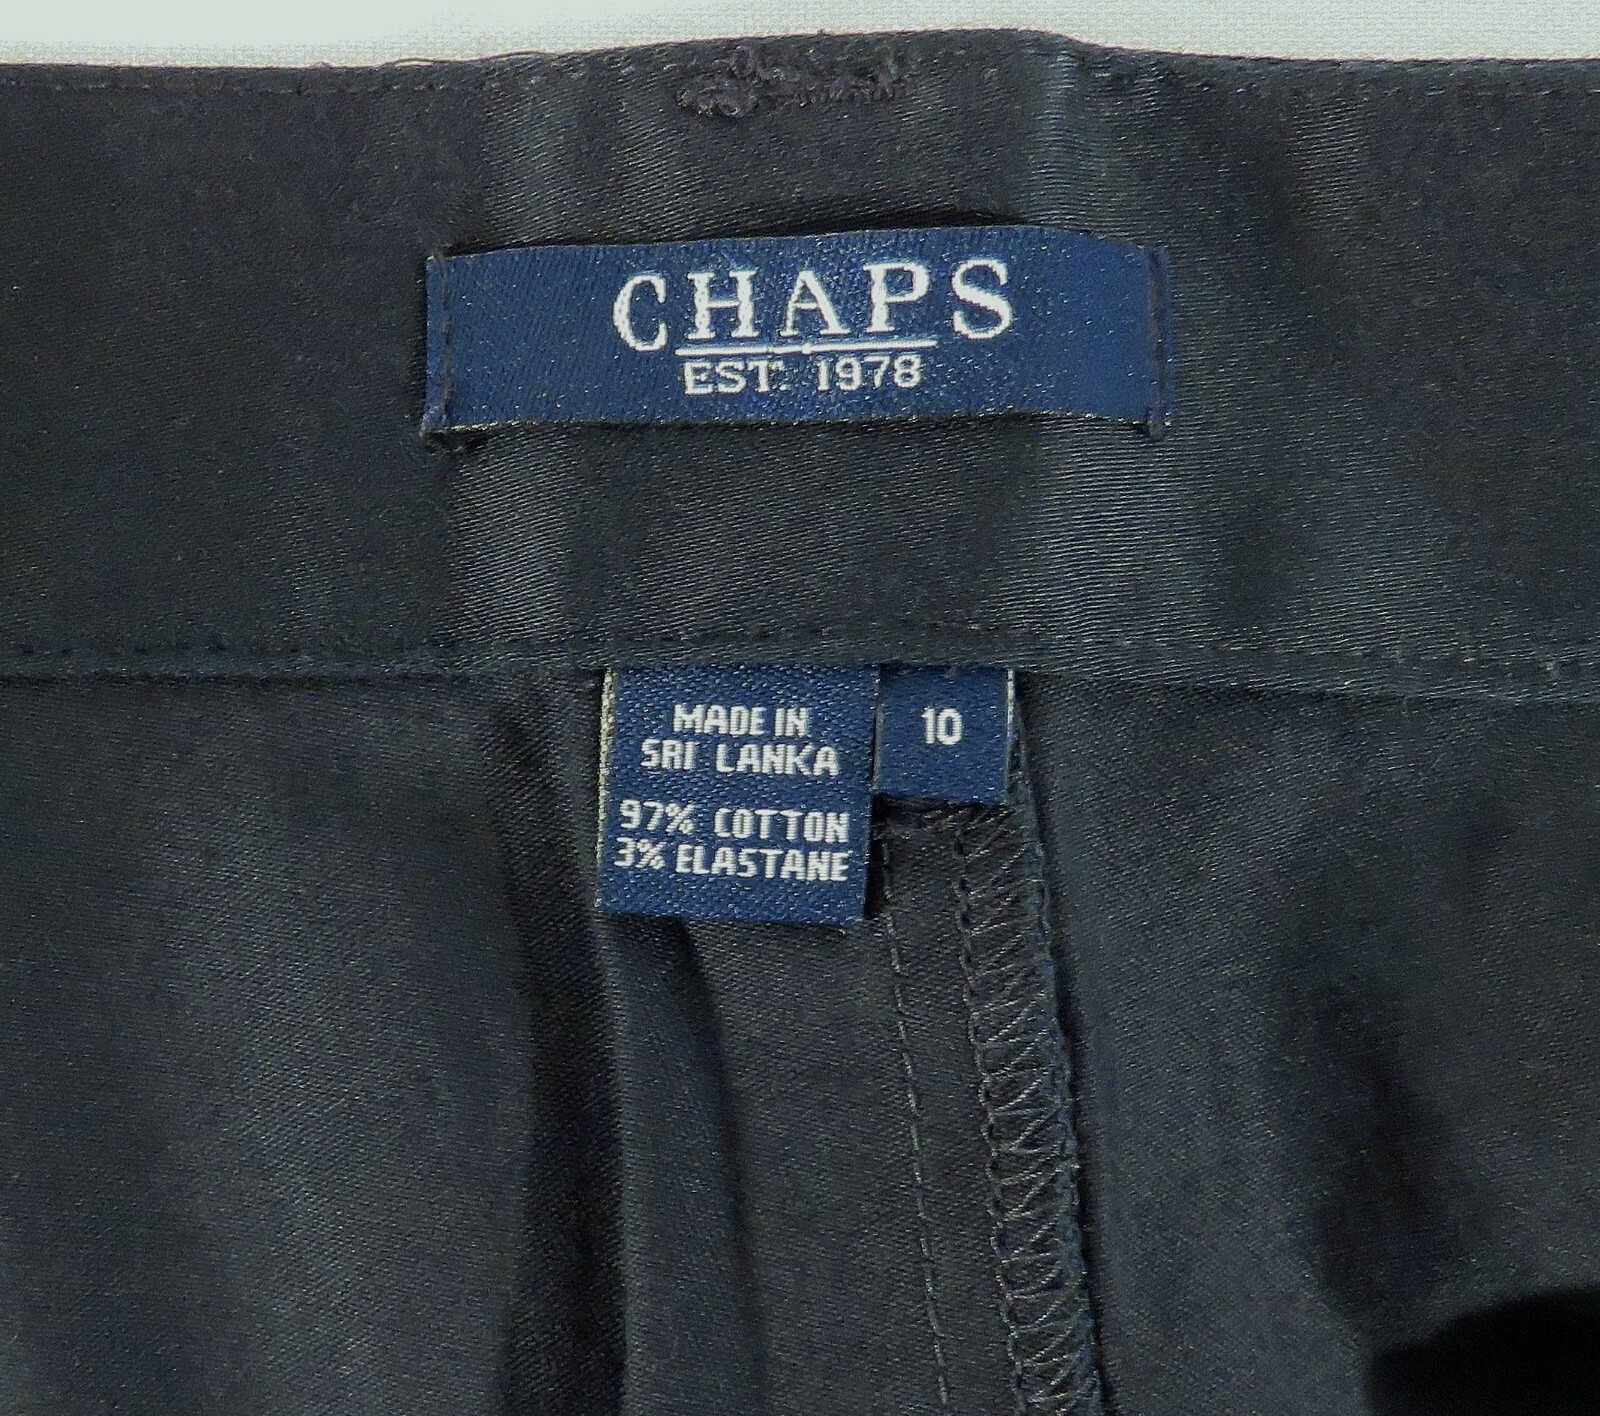 CHAPS
EST. 1978
MADE IN
SRI LANKA
97% COTTON
3% ELASTANE
10